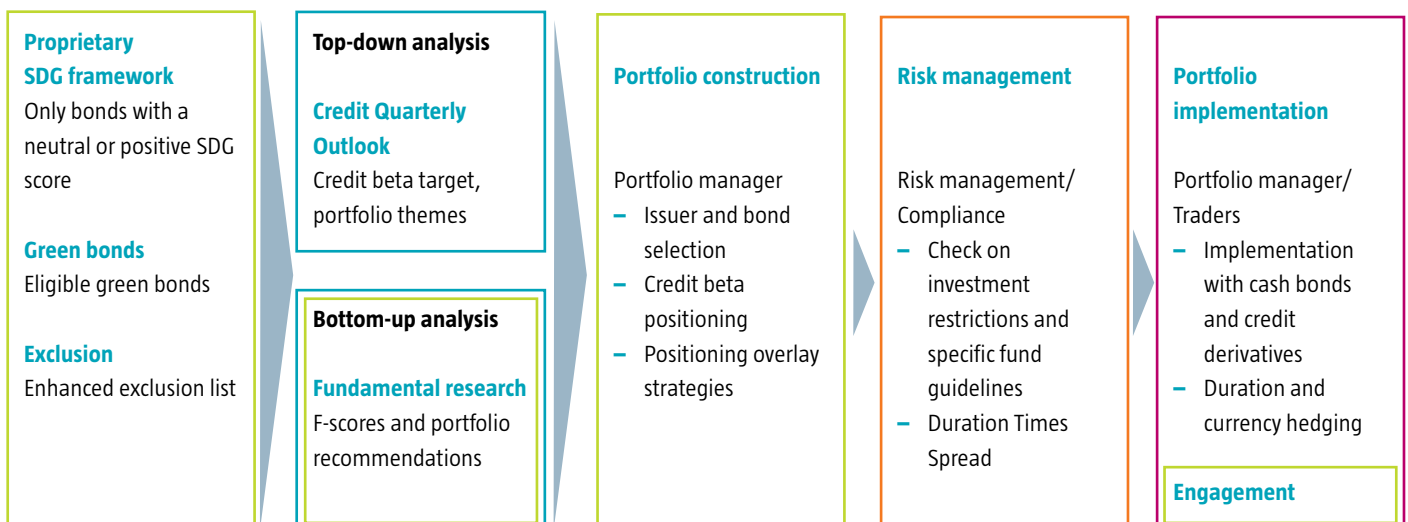 Proprietary
SDG framework
Only bonds with a
neutral or positive SDG
score
Green bonds
Eligible green bonds
Exclusion
Enhanced exclusion list
Top-down analysis
Credit Quarterly
Outlook
Credit beta target,
portfolio themes
Bottom-up analysis
Fundamental research
F-scores and portfolio
recommendations
Portfolio construction
Portfolio manager
– Issuer and bond
selection
– Credit beta
positioning
– Positioning overlay
strategies
Risk management
Risk management/
Compliance
– Check on
investment
restrictions and
specific fund
guidelines
– Duration Times
Spread
Portfolio
implementation
Portfolio manager/
Traders
– Implementation
with cash bonds
and credit
derivatives
– Duration and
currency hedging
Engagement